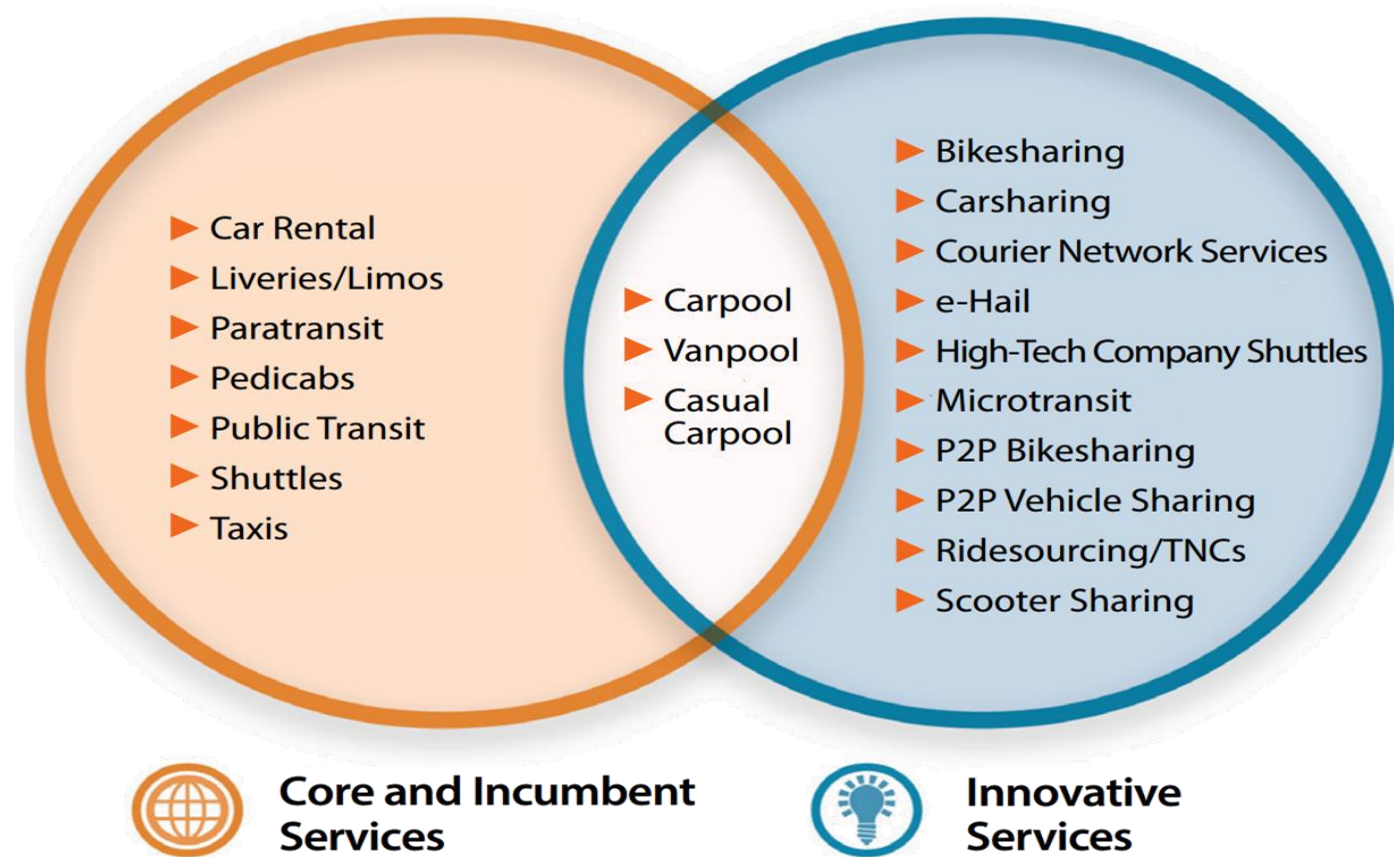 Car Rental
Liveries/Limos
Paratransit
Pedicabs
Public Transit
Shuttles
Taxis
Carpool
Vanpool
Casual
Carpool
Bikesharing
Carsharing
Courier Network Services
e-Hail
High-Tech Company Shuttles
Microtransit
P2P Bikesharing
P2P Vehicle Sharing
Ridesourcing/TNCs
Scooter Sharing
Core and Incumbent
Services
Innovative
Services